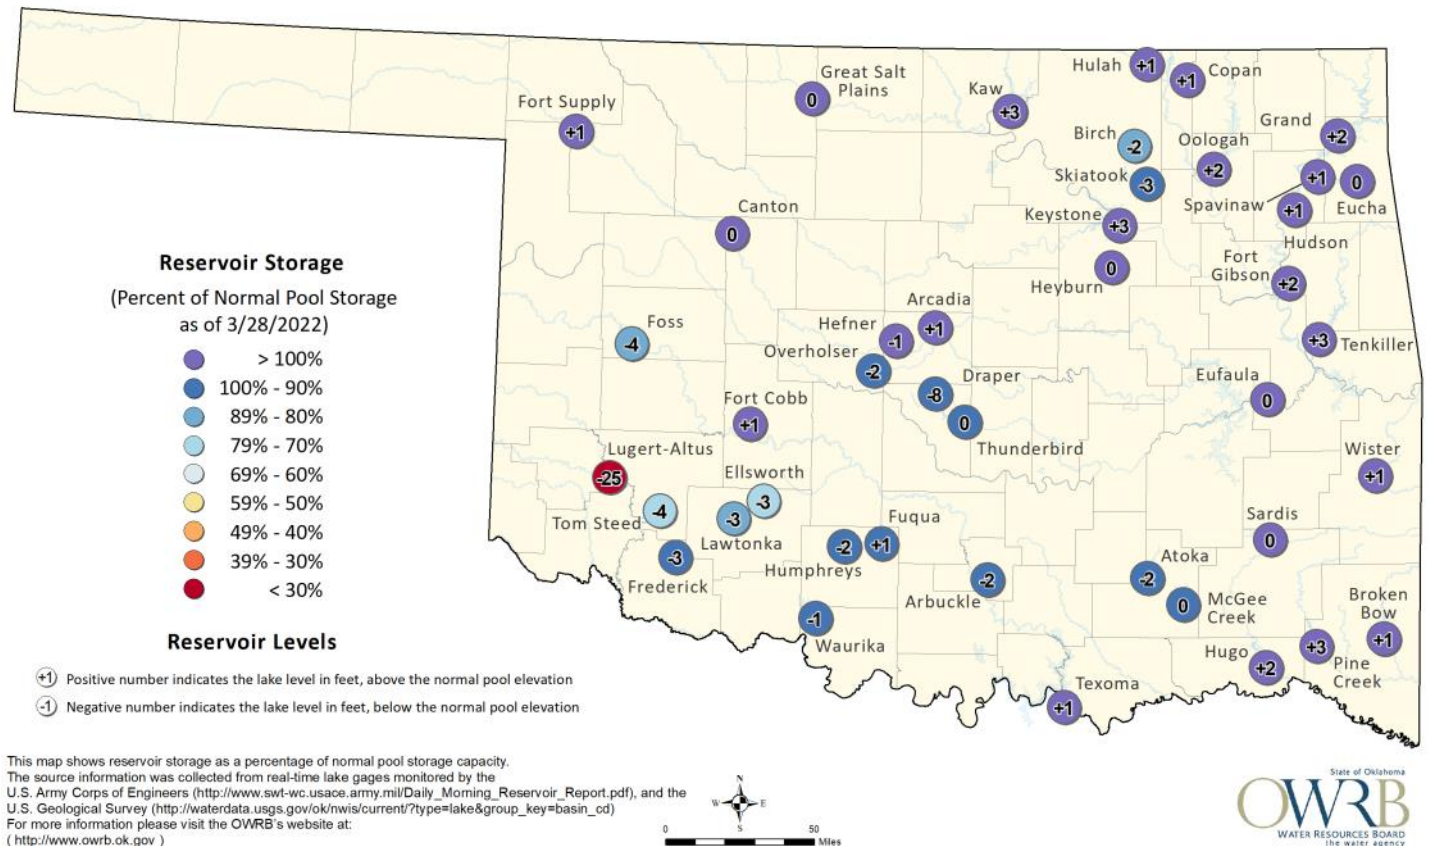 Hulah
+1
+1
Copan
Great Salt
Plains
0
Kaw
+3
Fort Supply
+1
Grand
+2
Birch
-2
Oologah
+2
Skiatook
-3
+1
0
Spavinaw
+1
Eucha
Canton
0
Keystone
+3
Hudson
Fort
Gibson
+2
0
Heyburn
Arcadia
+1
Hefner
-1
Foss
-4
Overholser
-2
+3
Tenkiller
Draper
-8
Eufaula
0
Fort Cobb
+1
0
Thunderbird
Lugert-Altus
-25
Wister
+1
Ellsworth
-3
Tom Steed
-4
-3
Lawtonka
Fuqua
+1
-2
Humphreys
Sardis
0
-3
Frederick
Atoka
-2
-2
Arbuckle
0
McGee
Creek
Broken
Bow
+1
-1
Waurika
Hugo
+2
+3
Pine
Creek
Texoma
+1
Reservoir Storage
(Percent of Normal Pool Storage
as of 3/28/2022)
> 100%
100% - 90%
89% - 80%
79% - 70%
69% - 60%
59% - 50%
49% - 40%
39% - 30%
< 30%
Reservoir Levels
+1 Positive number indicates the lake level in feet, above the normal pool elevation
-1 Negative number indicates the lake level in feet, below the normal pool elevation
This map shows reservoir storage as a percentage of normal pool storage capacity.
The source information was collected from real-time lake gages monitored by the
U.S. Army Corps of Engineers (http://www.swt-wc.usace.army.mil/Daily_Morning_Reservoir_Report.pdf), and the
U.S. Geological Survey (http://waterdata.usgs.gov/ok/nwis/current/?type=lake&group_key=basin_cd)
For more information please visit the OWRB's website at:
( http://www.owrb.ok.gov )
N
W E
S
0 50
Miles
State of Oklahoma
OWRB
WATER RESOURCES BOARD
the water agency